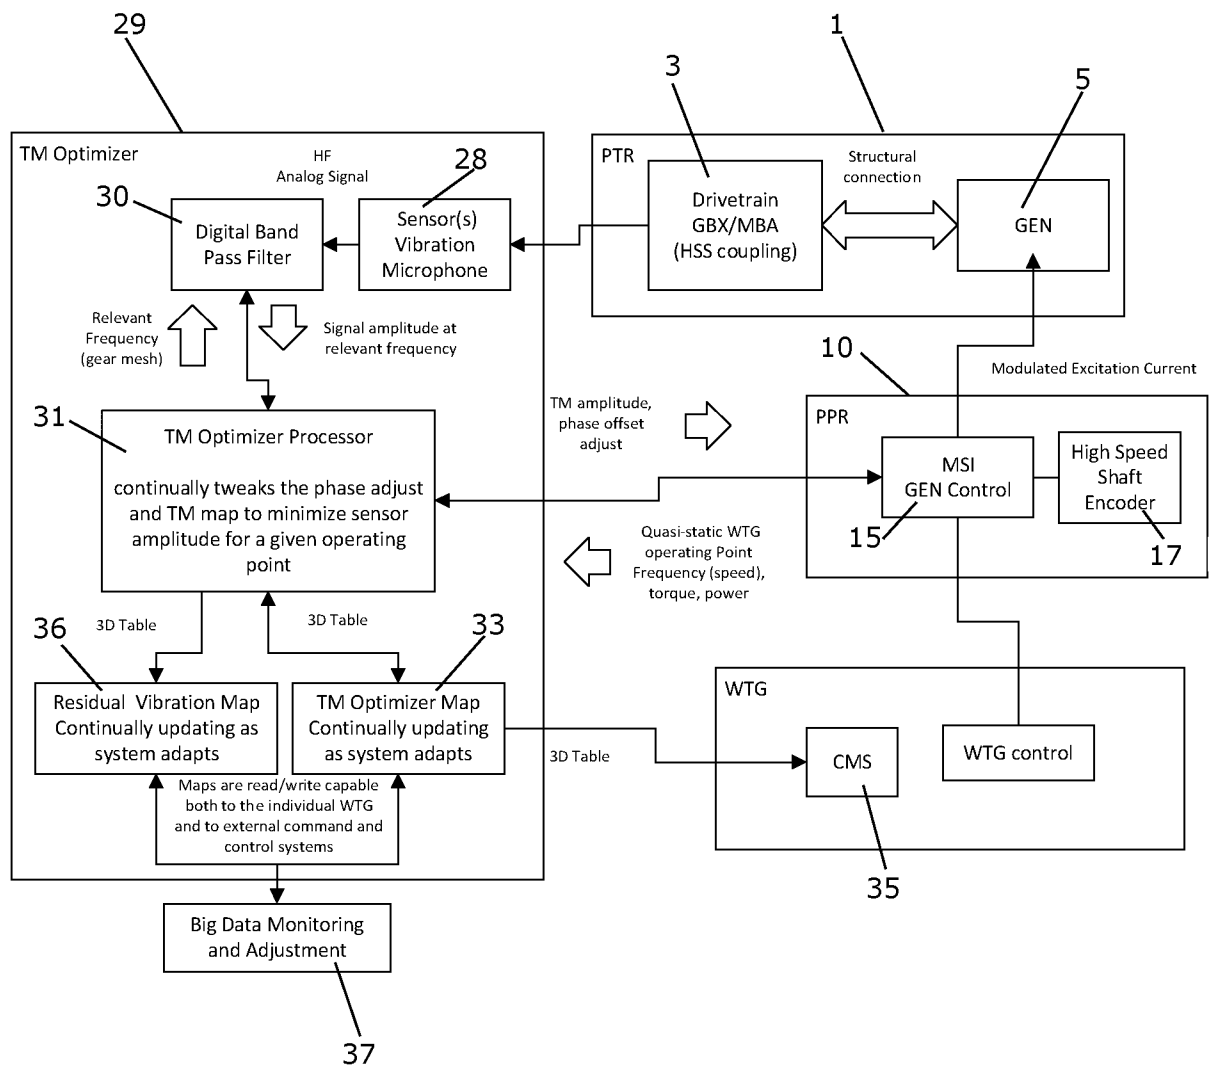 29
1
3
5
TM Optimizer
HF
Analog Signal
28
30
Digital Band
Pass Filter
Sensor(s)
Vibration
Microphone
PTR
Drivetrain
GBX/MBA
(HSS coupling)
Structural
connection
GEN
Relevant
Frequency
(gear mesh)
Signal amplitude at
relevant frequency
10
Modulated Excitation Current
31
TM Optimizer Processor
continually tweaks the phase adjust
and TM map to minimize sensor
amplitude for a given operating
point
TM amplitude,
phase offset
adjust
PPR
MSI
GEN Control
15
High Speed
Shaft
Encoder
17
Quasi-static WTG
operating Point
Frequency (speed),
torque, power
36
3D Table
3D Table
33
Residual Vibration Map
Continually updating as
system adapts
TM Optimizer Map
Continually updating
as system adapts
3D Table
WTG
CMS
WTG control
35
Maps are read/write capable
both to the individual WTG
and to external command and
control systems
Big Data Monitoring
and Adjustment
37